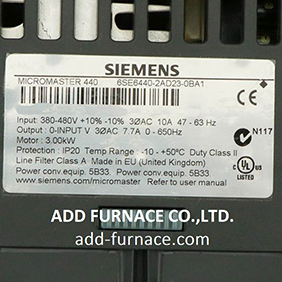 SIEMENS
MICROMASTER 440 6SE6440-2AD23-0BA1
Input: 380-480V +10% -10% 3ØAC 10A 47 - 63 Hz
Output: 0-INPUT V 3ØAC 7.7A 0 - 650Hz
Motor: 3.00kW N117
Protection : IP20 Temp Range : -10 - +50°C Duty Class II
Line Filter Class A Made in EU (United Kingdom)
Power conv.equip. 5B33 Power conv.equip. 5B33
www.siemens.com/micromaster Refer to user manual
UL LISTED
ADD FURNACE CO.,LTD.
add-furnace.com